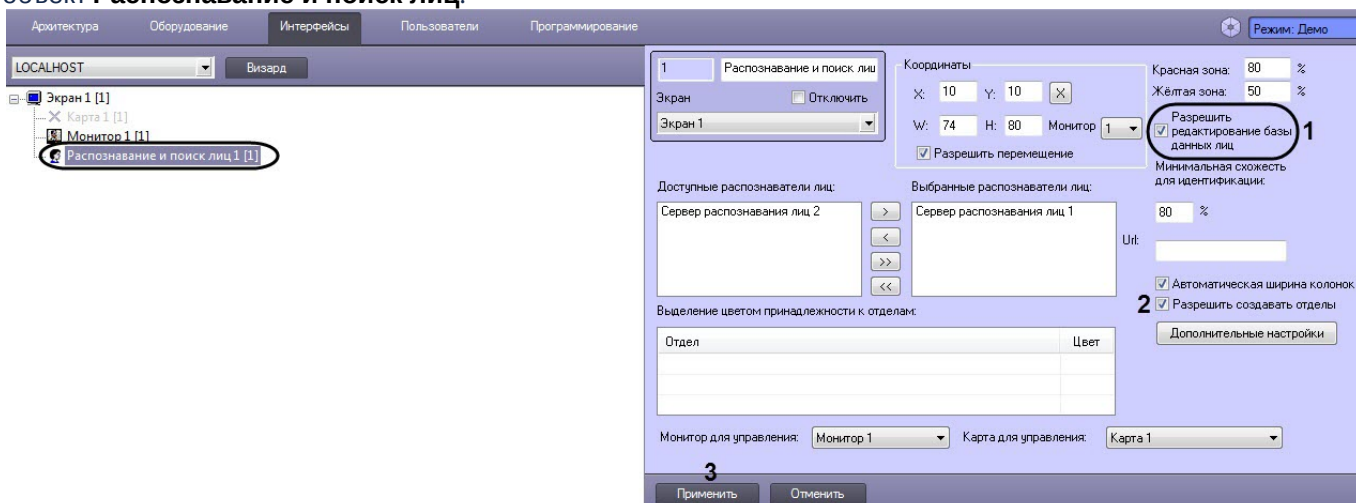 объект Распознавание и поиск лиц.
Архитектура Оборудование Интерфейсы Пользователи Программирование Режим: Демо
LOCALHOST Визард
Экран 1 [1]
Карта 1 [1]
Монитор 1 [1]
Распознавание и поиск лиц 1 [1]
1 Распознавание и поиск лиц
Экран Отключить
Экран 1
Координаты
X: 10 Y: 10 X
W: 74 H: 80 Монитор 1
Разрешить перемещение
Красная зона: 80 %
Жёлтая зона: 50 %
Разрешить
редактирование базы 1
данных лиц
Минимальная схожесть
для идентификации:
80 %
Url:
Автоматическая ширина колонок
2 Разрешить создавать отделы
Дополнительные настройки
Доступные распознаватели лиц:
Сервер распознавания лиц 2
>
<
>>
<<
Выбранные распознаватели лиц:
Сервер распознавания лиц 1
Выделение цветом принадлежности к отделам:
Отдел Цвет
Монитор для управления: Монитор 1 Карта для управления: Карта 1
3
Применить Отменить